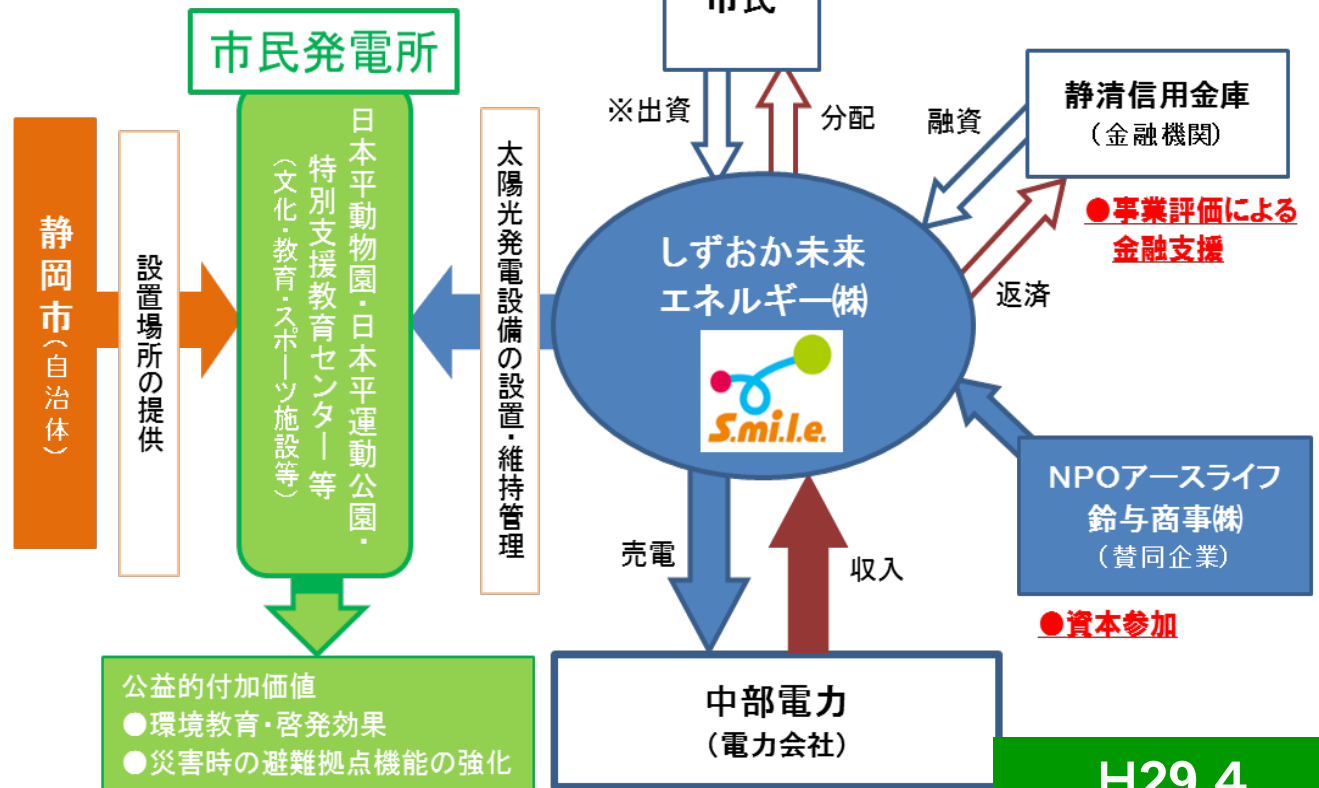 市民
市民発電所
※出資
分配
融資
静清信用金庫
（金融機関）
●事業評価による
金融支援
返済
静岡市（自治体）
設置場所の提供
日本平動物園・日本平運動公園・
特別支援教育センター 等
（文化・教育・スポーツ施設等）
太陽光発電設備の設置・維持管理
しずおか未来
エネルギー㈱
S.mi.l.e.
NPOアースライフ
鈴与商事㈱
（賛同企業）
●資本参加
売電
収入
公益的付加価値
●環境教育・啓発効果
●災害時の避難拠点機能の強化
中部電力
（電力会社）
H29.4